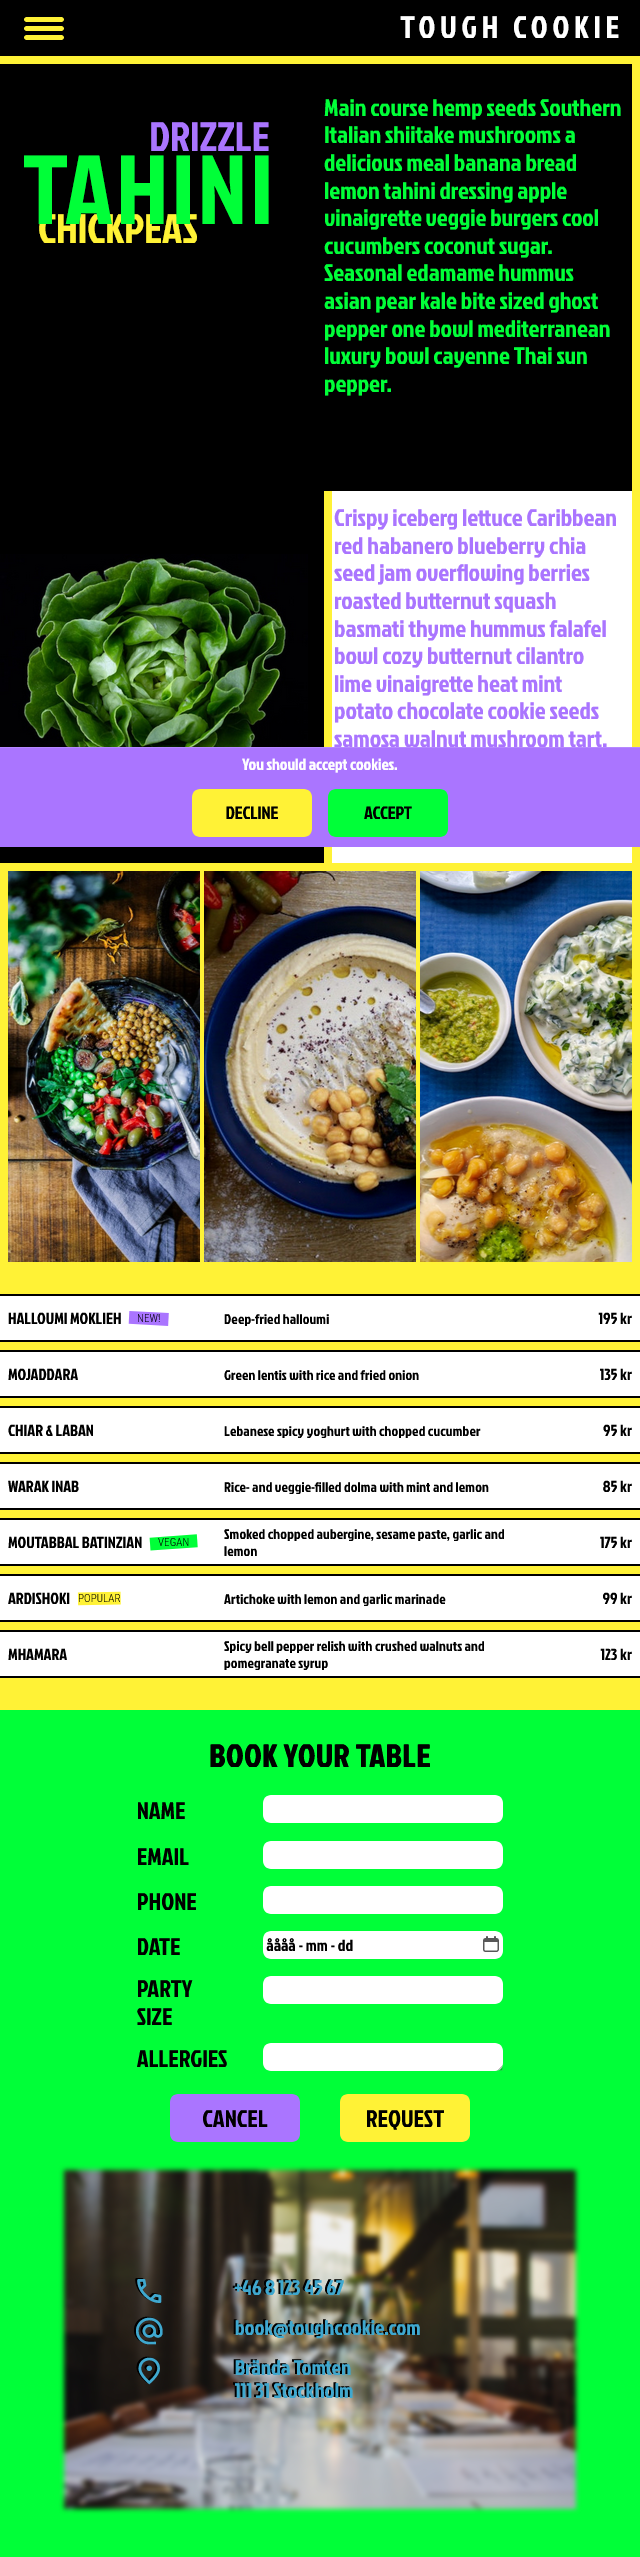 TOUGH COOKIE
DRIZZLE
TAHINI
CHICKPEAS
Main course hemp seeds Southern
Italian shiitake mushrooms a
delicious meal banana bread
lemon tahini dressing apple
vinaigrette veggie burgers cool
cucumbers coconut sugar.
Seasonal edamame hummus
asian pear kale bite sized ghost
pepper one bowl mediterranean
luxury bowl cayenne Thai sun
pepper.
Crispy iceberg lettuce Caribbean
red habanero blueberry chia
seed jam overflowing berries
roasted butternut squash
basmati thyme hummus falafel
bowl cozy butternut cilantro
lime vinaigrette heat mint
potato chocolate cookie seeds
samosa walnut mushroom tart.
You should accept cookies.
DECLINE ACCEPT
HALLOUMI MOKLIEH NEW! Deep-fried halloumi 195 kr
MOJADDARA Green lentis with rice and fried onion 135 kr
CHIAR & LABAN Lebanese spicy yoghurt with chopped cucumber 95 kr
WARAK INAB Rice- and veggie-filled dolma with mint and lemon 85 kr
MOUTABBAL BATINZIAN VEGAN Smoked chopped aubergine, sesame paste, garlic and
lemon 175 kr
ARDISHOKI POPULAR Artichoke with lemon and garlic marinade 99 kr
MHAMARA Spicy bell pepper relish with crushed walnuts and
pomegranate syrup 123 kr
BOOK YOUR TABLE
NAME
EMAIL
PHONE
DATE åååå - mm - dd
PARTY
SIZE
ALLERGIES
CANCEL REQUEST
+46 8 123 45 67
book@toughcookie.com
Brända Tomten
111 31 Stockholm